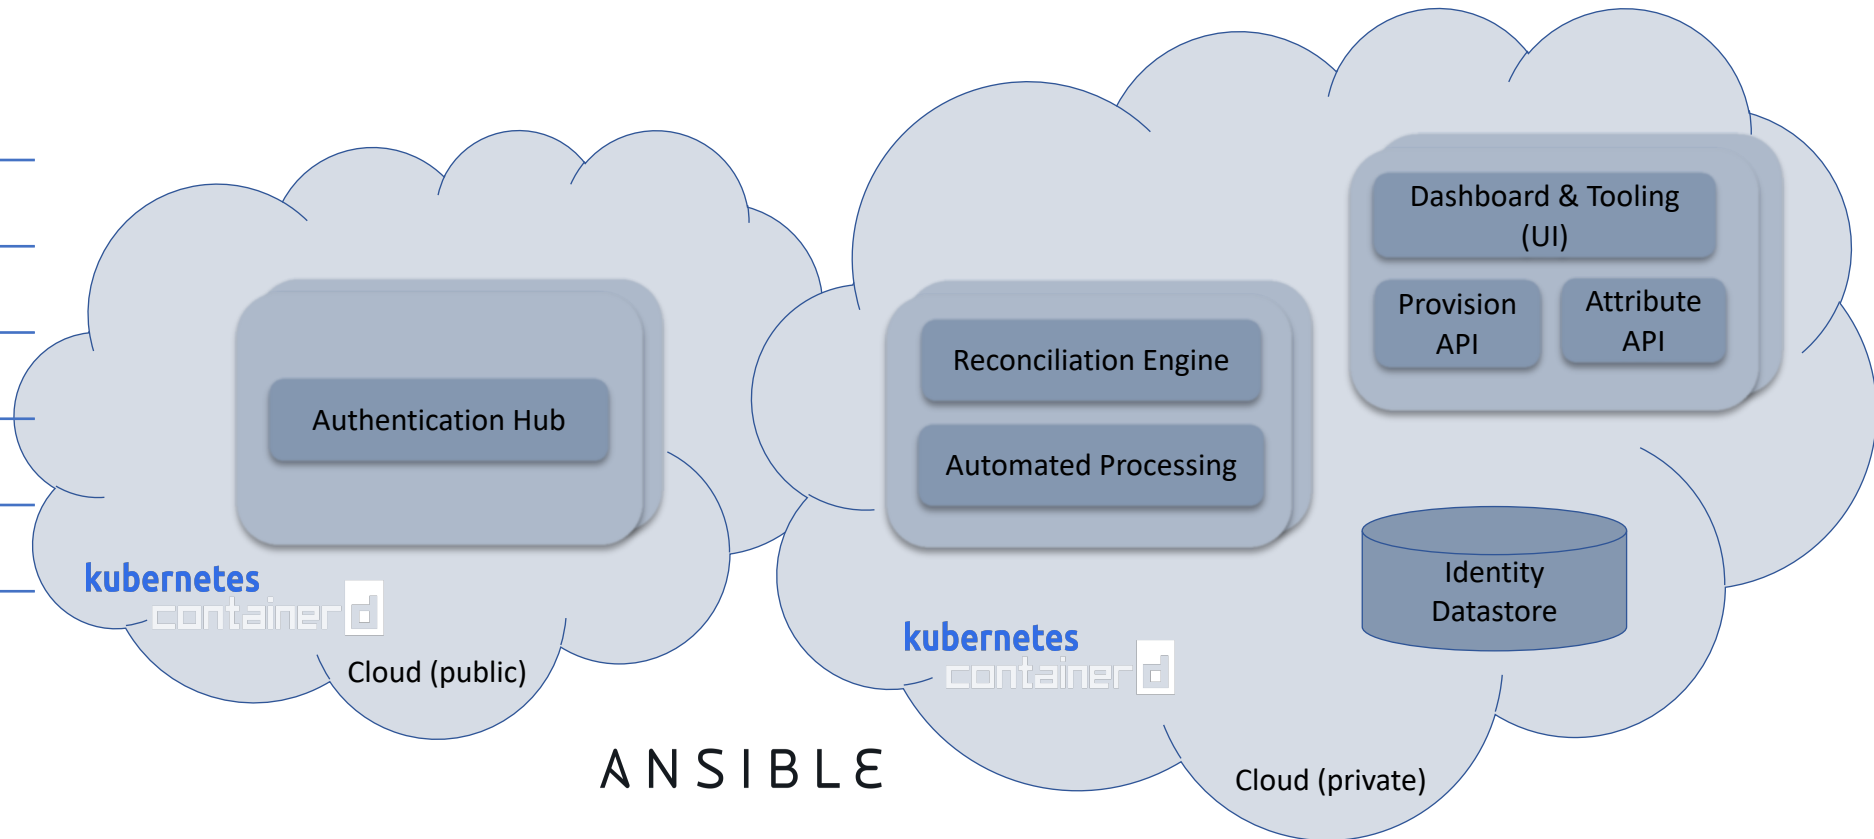 Authentication Hub
kubernetes
containerd
Cloud (public)
Reconciliation Engine
Automated Processing
Dashboard & Tooling
(UI)
Provision
API
Attribute
API
Identity
Datastore
kubernetes
containerd
Cloud (private)
ANSIBLE